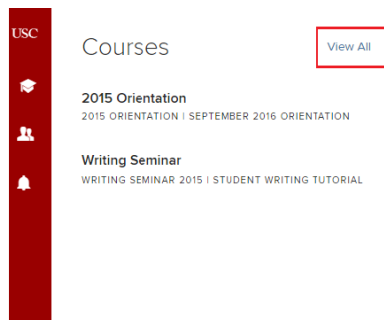 USC
Courses
View All
2015 Orientation
2015 ORIENTATION | SEPTEMBER 2016 ORIENTATION
Writing Seminar
WRITING SEMINAR 2015 | STUDENT WRITING TUTORIAL